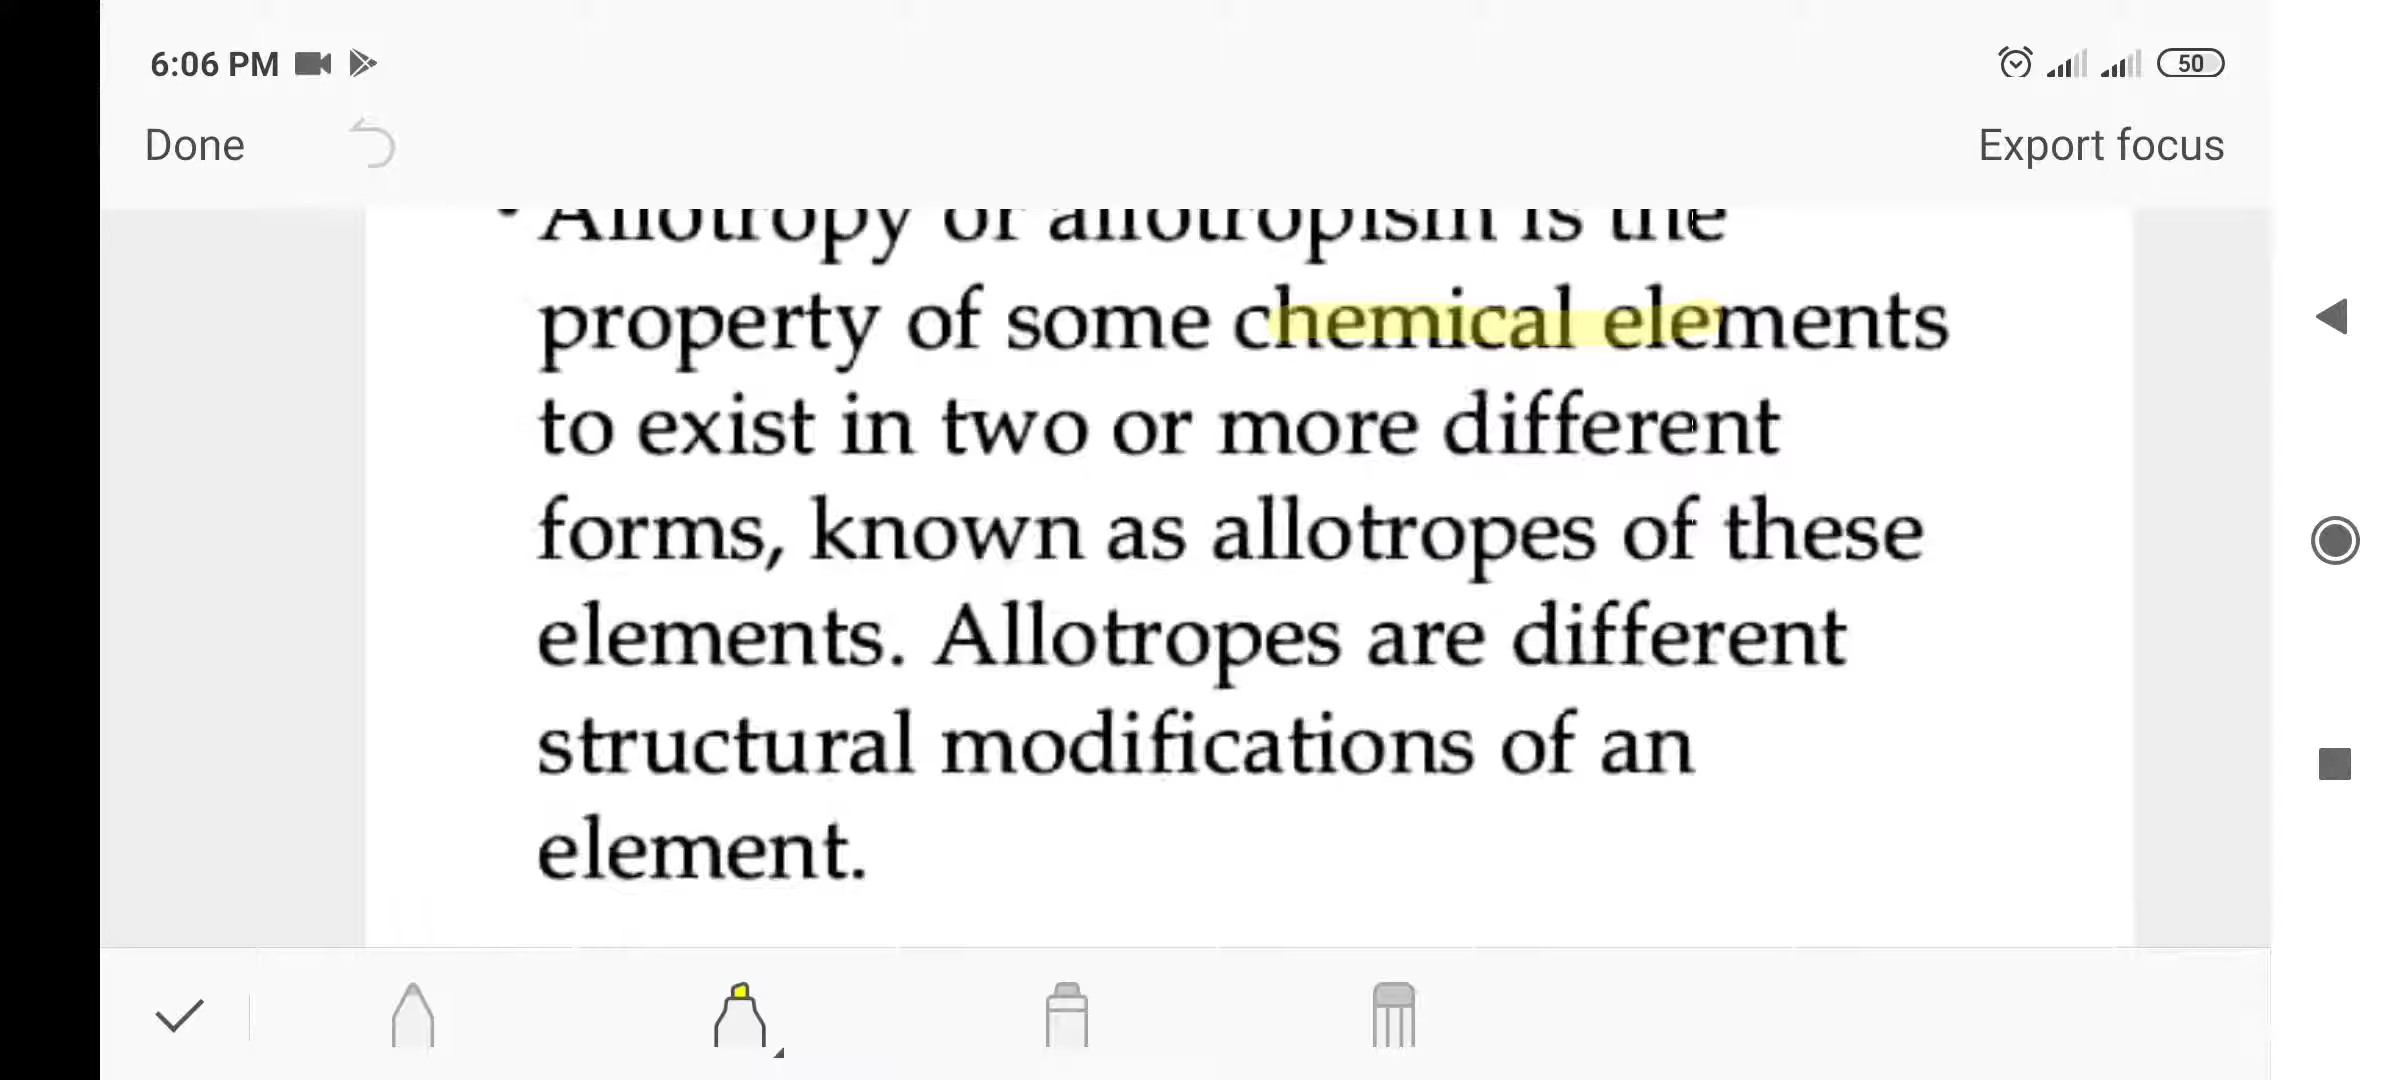 6:06 PM
50
Done
Export focus
• Allotropy or allotropism is the
property of some chemical elements
to exist in two or more different
forms, known as allotropes of these
elements. Allotropes are different
structural modifications of an
element.